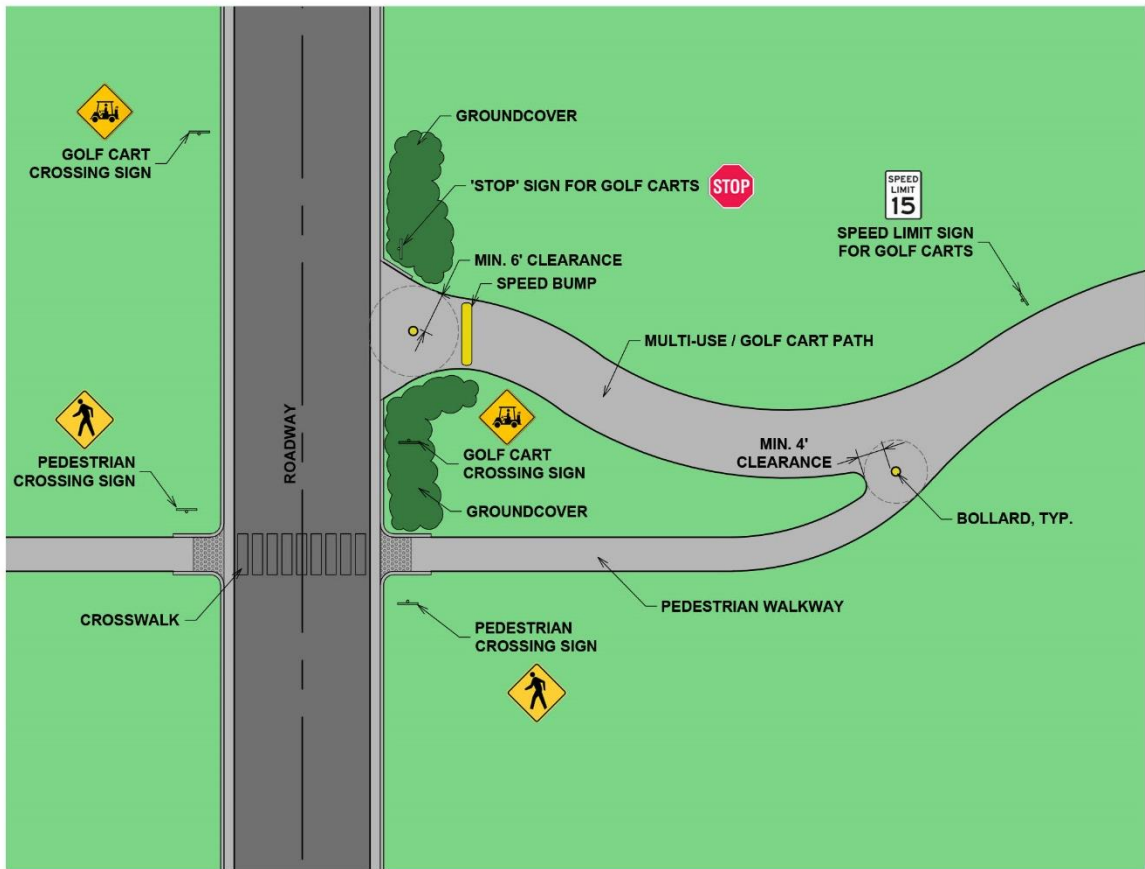 GROUNDCOVER
GOLF CART
CROSSING SIGN
'STOP' SIGN FOR GOLF CARTS
STOP
SPEED
LIMIT
15
SPEED LIMIT SIGN
FOR GOLF CARTS
MIN. 6' CLEARANCE
SPEED BUMP
MULTI-USE / GOLF CART PATH
ROADWAY
PEDESTRIAN
CROSSING SIGN
GOLF CART
CROSSING SIGN
MIN. 4'
CLEARANCE
GROUNDCOVER
BOLLARD, TYP.
CROSSWALK
PEDESTRIAN WALKWAY
PEDESTRIAN
CROSSING SIGN